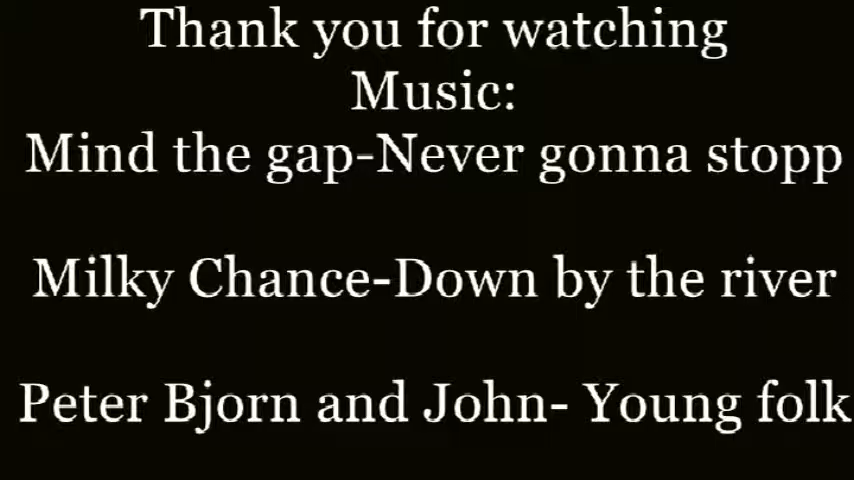 Thank you for watching
Music:
Mind the gap-Never gonna stopp
Milky Chance-Down by the river
Peter Bjorn and John- Young folk